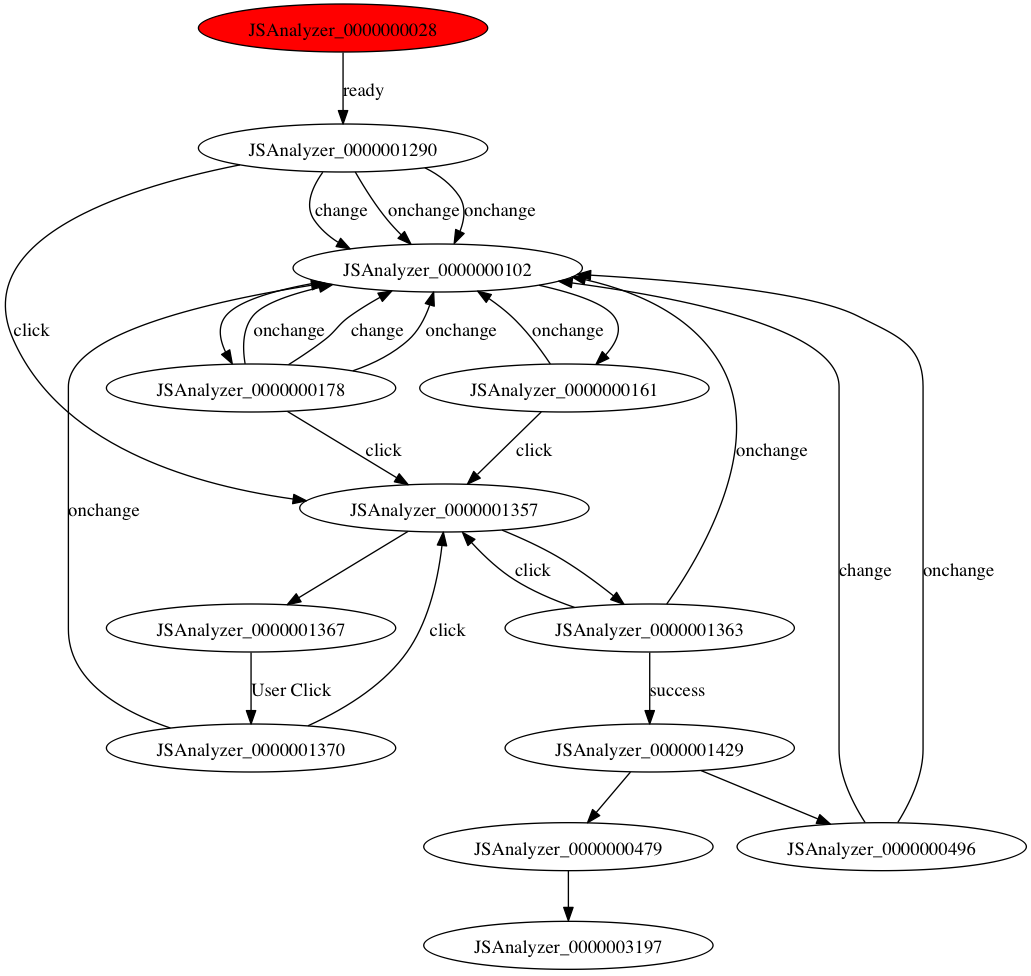 JSAnalyzer_0000000028
ready
JSAnalyzer_0000001290
change
onchange
onchange
JSAnalyzer_0000000102
click
onchange
change
onchange
onchange
JSAnalyzer_0000000178
JSAnalyzer_0000000161
click
click
onchange
JSAnalyzer_0000001357
onchange
click
change
onchange
JSAnalyzer_0000001367
click
JSAnalyzer_0000001363
User Click
success
JSAnalyzer_0000001370
JSAnalyzer_0000001429
JSAnalyzer_0000000479
JSAnalyzer_0000000496
JSAnalyzer_0000003197